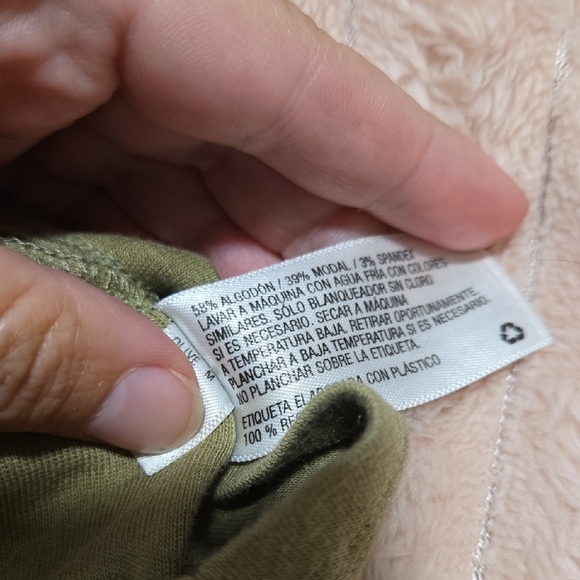 58% ALGODÓN / 39% MODAL / 3% SPANDEX
LAVAR A MÁQUINA CON AGUA FRÍA CON COLORES
SIMILARES. SÓLO BLANQUEADOR SIN CLORO
SI ES NECESARIO. SECAR A MÁQUINA
A TEMPERATURA BAJA. RETIRAR OPORTUNAMENTE
PLANCHAR A BAJA TEMPERATURA SI ES NECESARIO.
NO PLANCHAR SOBRE LA ETIQUETA.
ETIQUETA CON PLÁSTICO
100 %
OLIVE M